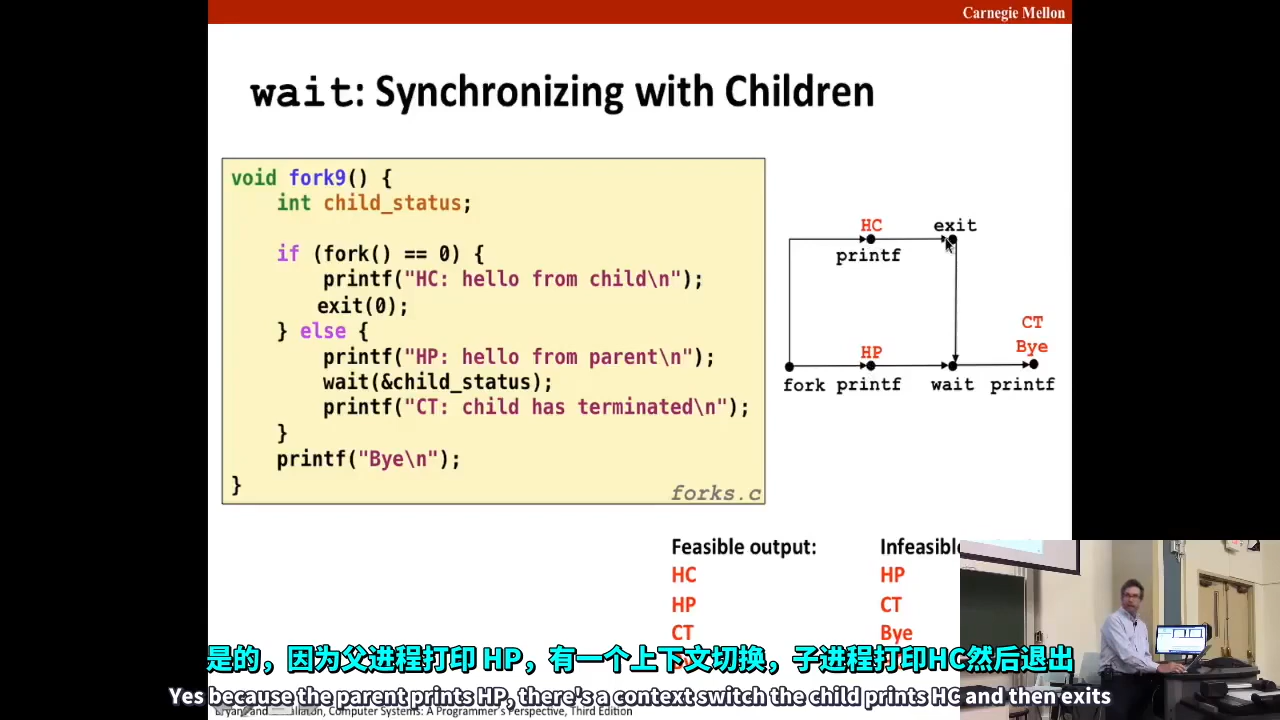 Carnegie Mellon
wait: Synchronizing with Children
void fork9() {
    int child_status;
    if (fork() == 0) {
        printf("HC: hello from child\n");
        exit(0);
    } else {
        printf("HP: hello from parent\n");
        wait(&child_status);
        printf("CT: child has terminated\n");
    }
    printf("Bye\n");
}
forks.c
HC
exit
printf
CT
Bye
HP
fork printf wait printf
Feasible output:
HC
HP
CT
Infeasible
HP
CT
Bye
是的，因为父进程打印 HP，有一个上下文切换，子进程打印HC然后退出
Yes because the parent prints HP, there's a context switch the child prints HC and then exits
Computer Systems: A Programmer's Perspective, Third Edition